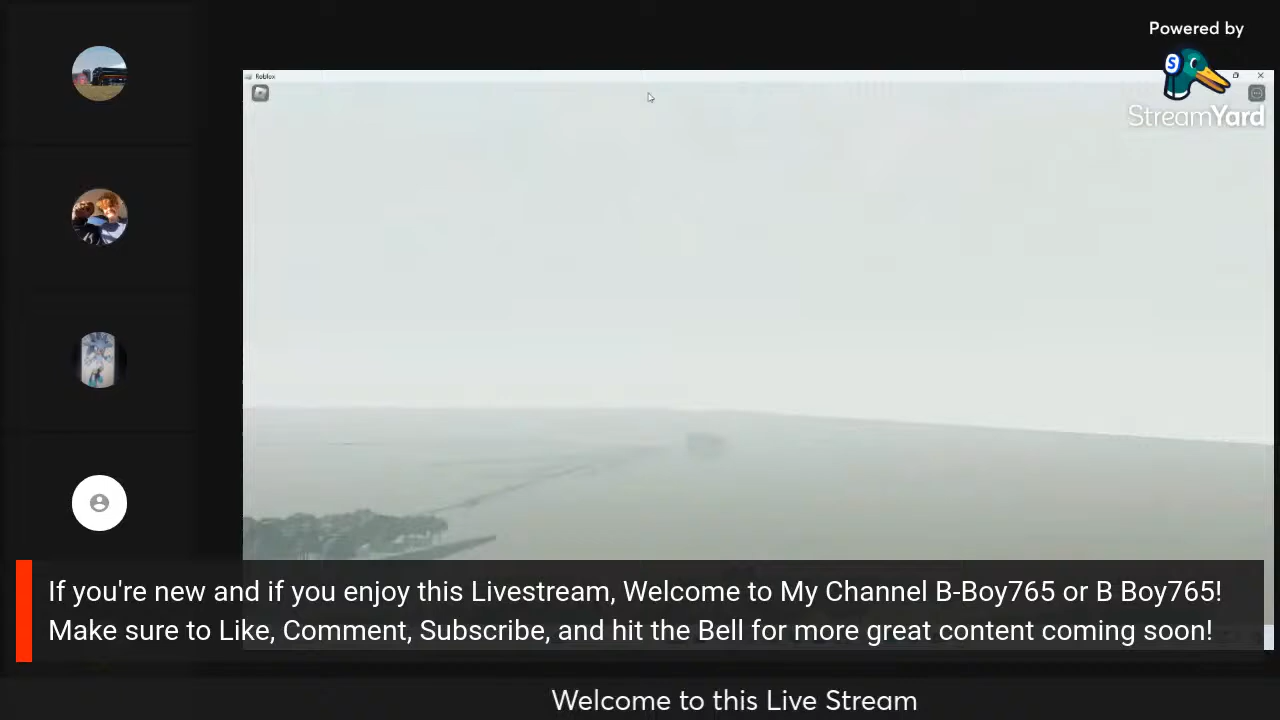 Powered by
S
StreamYard
Roblox
If you're new and if you enjoy this Livestream, Welcome to My Channel B-Boy765 or B Boy765!
Make sure to Like, Comment, Subscribe, and hit the Bell for more great content coming soon!
Welcome to this Live Stream